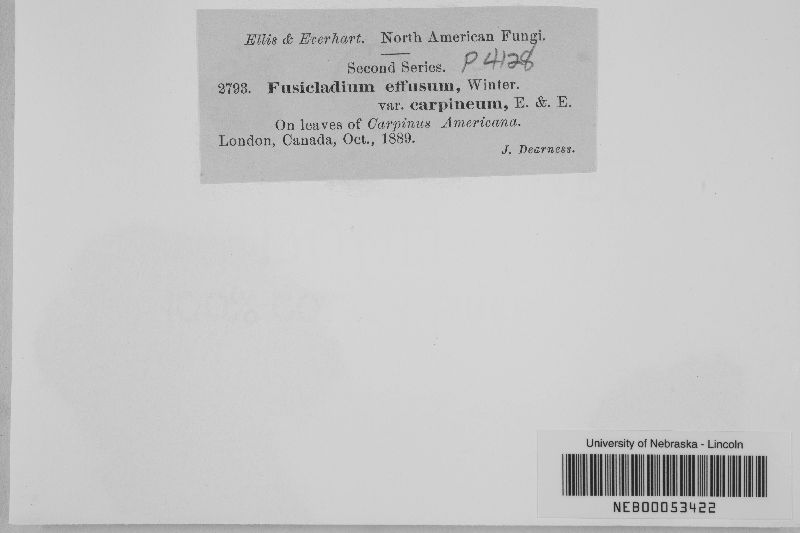 Ellis & Everhart. North American Fungi.
Second Series. P 4128
2793. Fusicladium effusum, Winter.
var. carpineum, E. & E.
On leaves of Carpinus Americana.
London, Canada, Oct., 1889.
J. Dearness.
University of Nebraska - Lincoln
NEB00053422